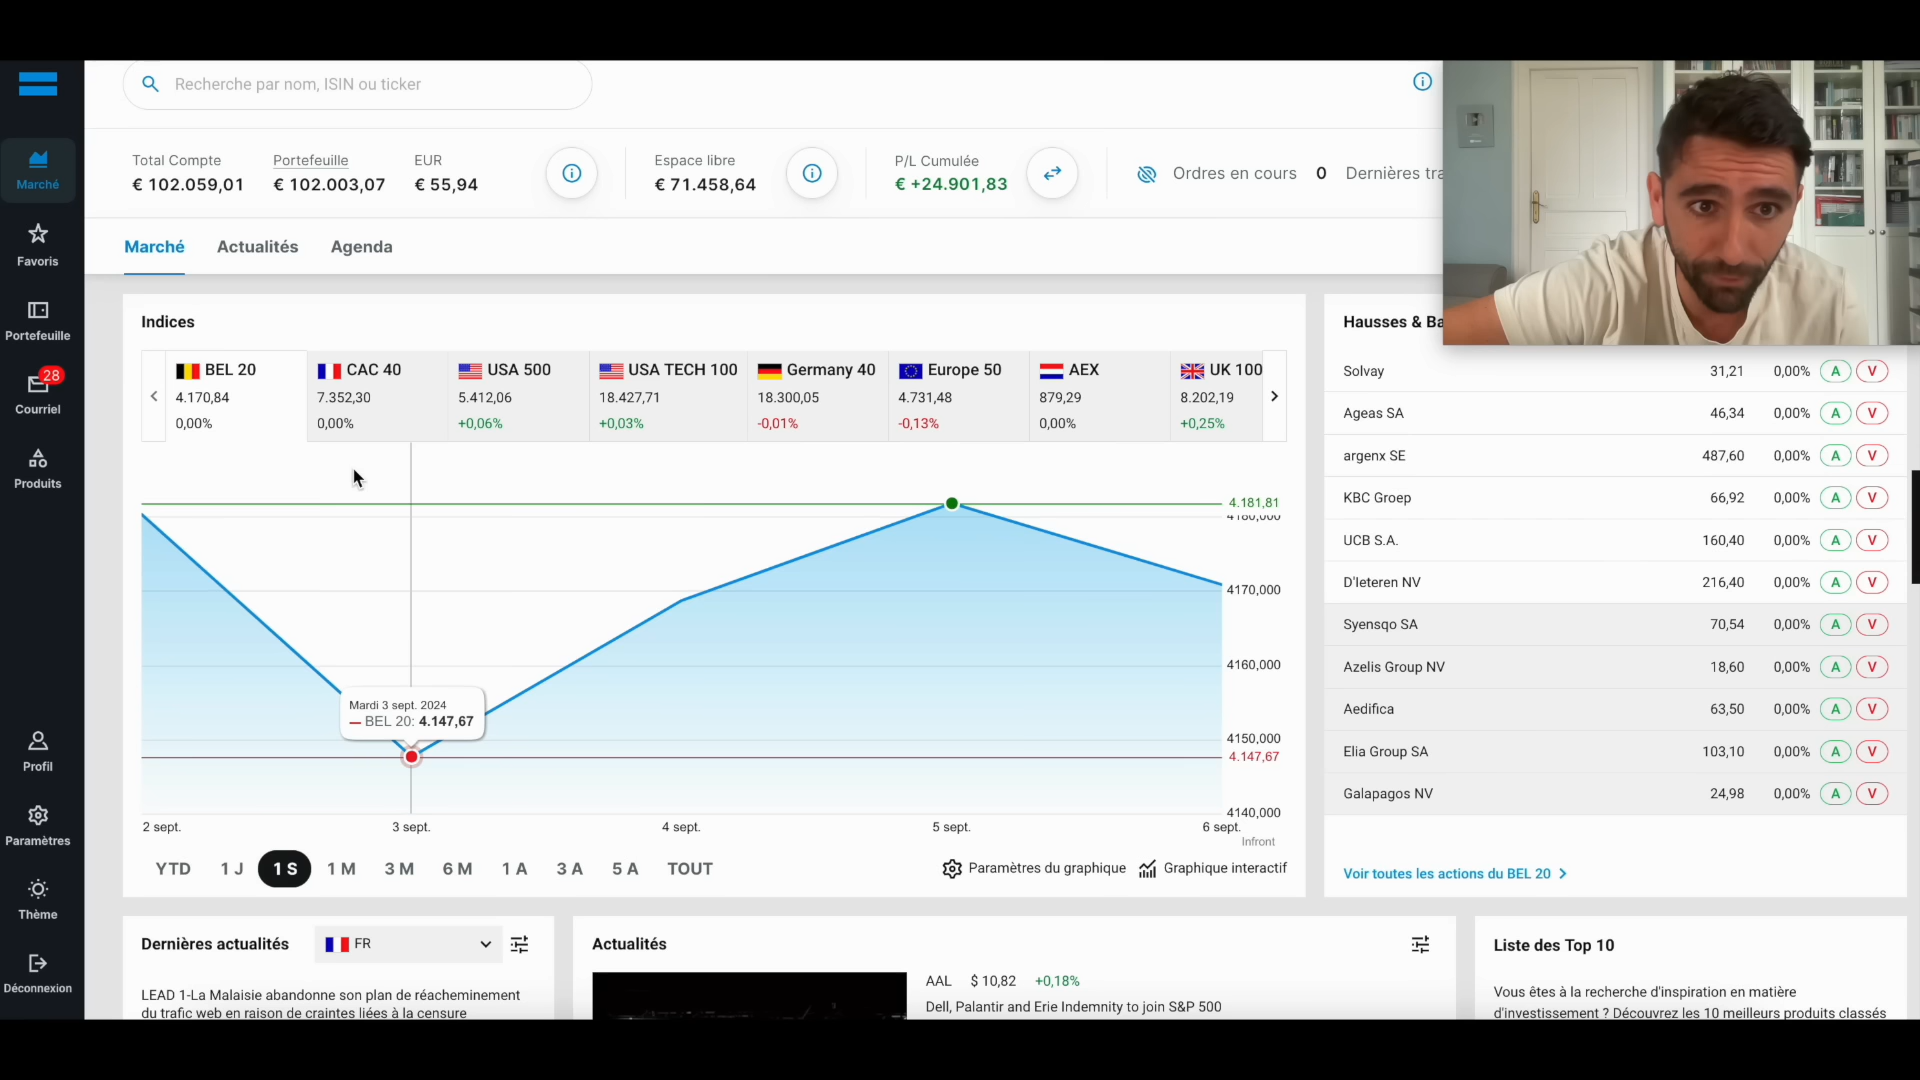 Recherche par nom, ISIN ou ticker
Total Compte
€ 102.059,01
Portefeuille
€ 102.003,07
EUR
€ 55,94
Espace libre
€ 71.458,64
P/L Cumulée
€ +24.901,83
Ordres en cours 0 Dernières tra
Marché
Favoris
Portefeuille
28
Courriel
Produits
Profil
Paramètres
Thème
Déconnexion
Marché Actualités Agenda
Indices
BEL 20
4.170,84
0,00%
CAC 40
7.352,30
0,00%
USA 500
5.412,06
+0,06%
USA TECH 100
18.427,71
+0,03%
Germany 40
18.300,05
-0,01%
Europe 50
4.731,48
-0,13%
AEX
879,29
0,00%
UK 100
8.202,19
+0,25%
4.181,81
4180,000
4170,000
4160,000
4150,000
4.147,67
4140,000
Mardi 3 sept. 2024
BEL 20: 4.147,67
2 sept. 3 sept. 4 sept. 5 sept. 6 sept.
Infront
YTD 1 J 1 S 1 M 3 M 6 M 1 A 3 A 5 A TOUT
Paramètres du graphique Graphique interactif
Hausses & Ba
Solvay 31,21 0,00% A V
Ageas SA 46,34 0,00% A V
argenx SE 487,60 0,00% A V
KBC Groep 66,92 0,00% A V
UCB S.A. 160,40 0,00% A V
D'Ieteren NV 216,40 0,00% A V
Syensqo SA 70,54 0,00% A V
Azelis Group NV 18,60 0,00% A V
Aedifica 63,50 0,00% A V
Elia Group SA 103,10 0,00% A V
Galapagos NV 24,98 0,00% A V
Voir toutes les actions du BEL 20
Dernières actualités FR
LEAD 1-La Malaisie abandonne son plan de réacheminement
du trafic web en raison de craintes liées à la censure
Actualités
AAL $ 10,82 +0,18%
Dell, Palantir and Erie Indemnity to join S&P 500
Liste des Top 10
Vous êtes à la recherche d'inspiration en matière
d'investissement ? Découvrez les 10 meilleurs produits classés